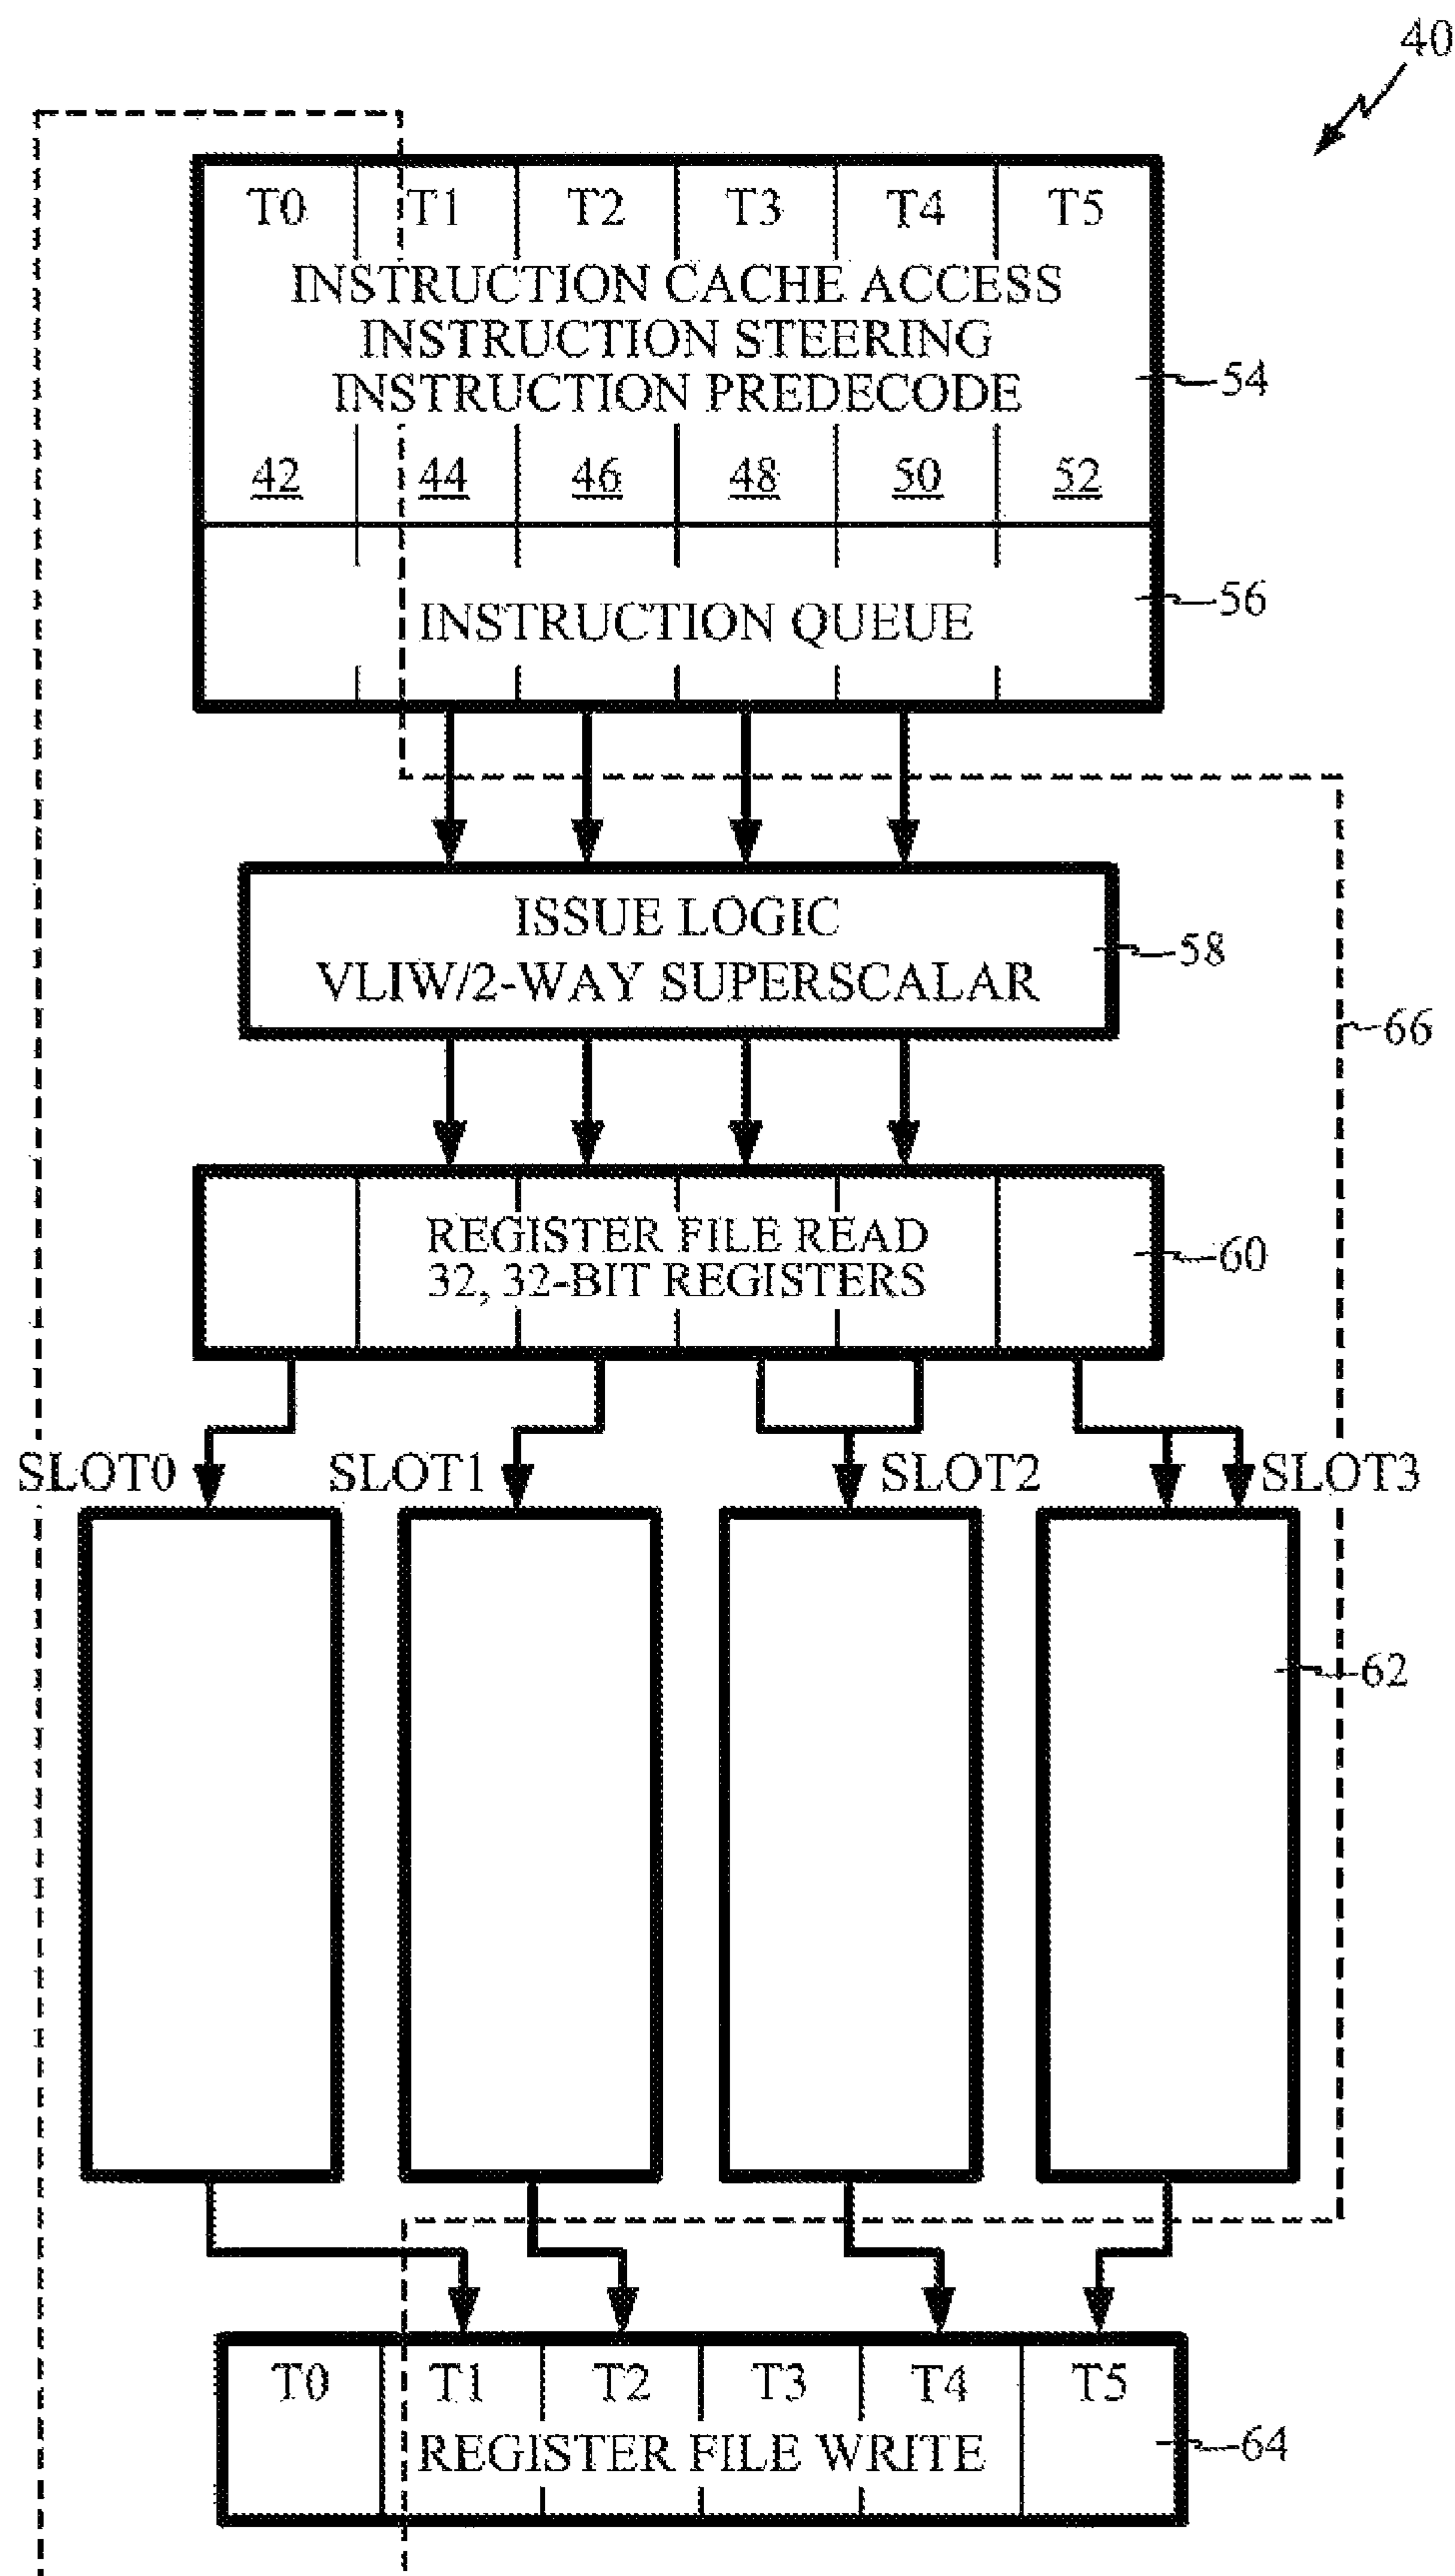 40
T0 T1 T2 T3 T4 T5
INSTRUCTION CACHE ACCESS
INSTRUCTION STEERING
INSTRUCTION PREDECODE
54
42 44 46 48 50 52
INSTRUCTION QUEUE
56
ISSUE LOGIC
VLIW/2-WAY SUPERSCALAR
58
66
REGISTER FILE READ
32, 32-BIT REGISTERS
60
SLOT0 SLOT1 SLOT2 SLOT3
62
T0 T1 T2 T3 T4 T5
REGISTER FILE WRITE
64